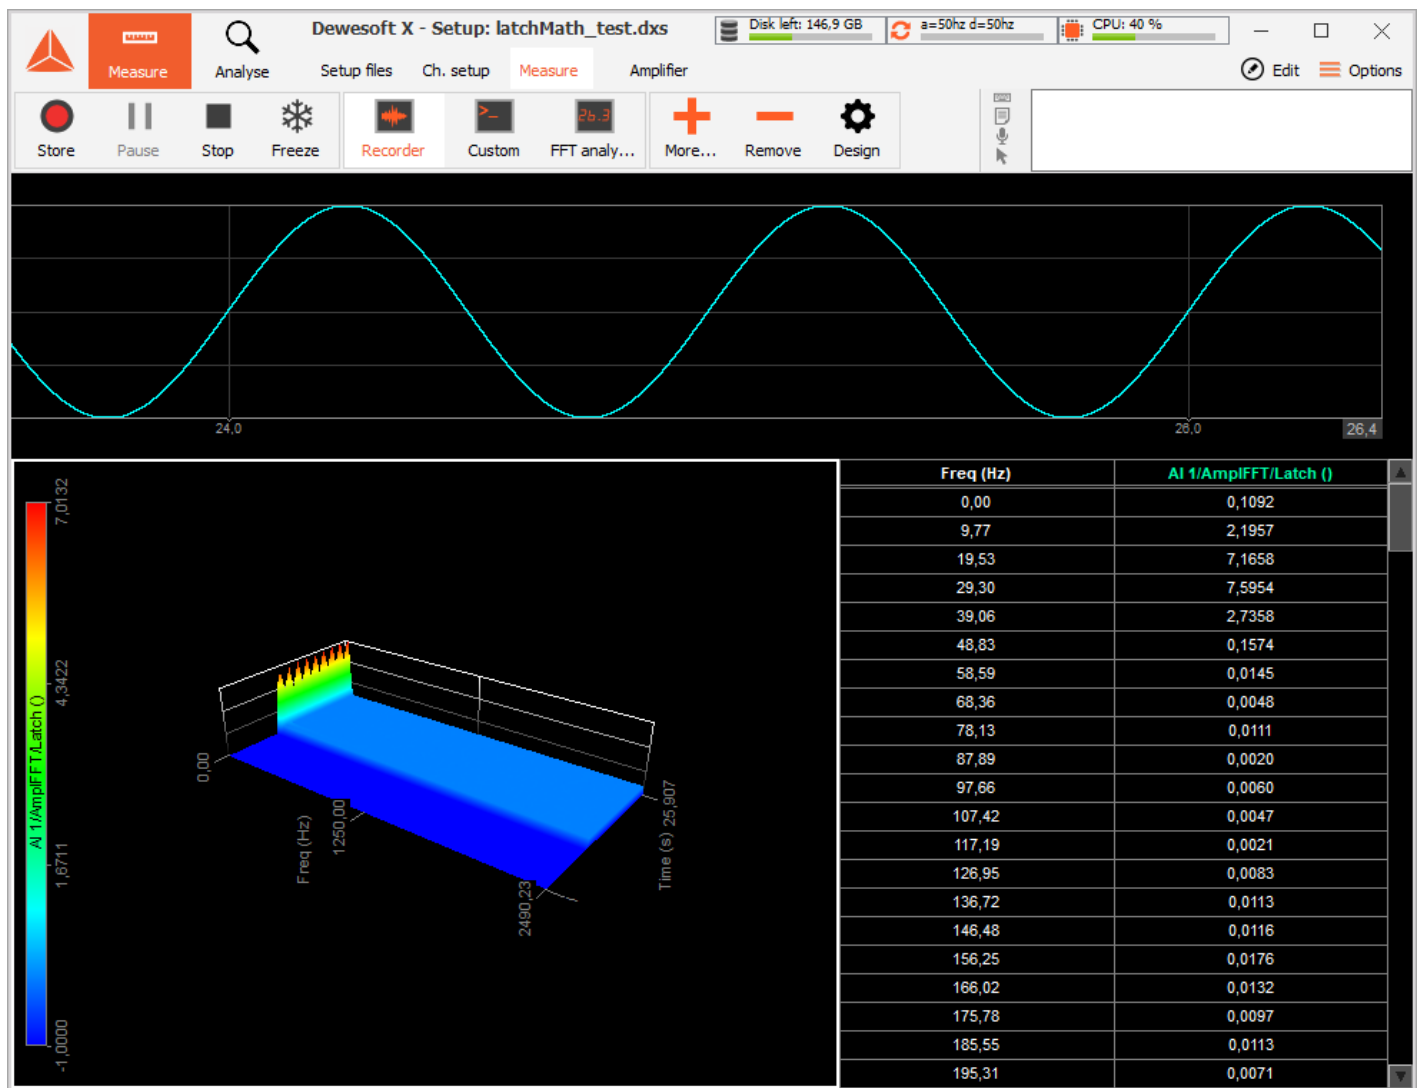 Dewesoft X - Setup: latchMath_test.dxs
Disk left: 146,9 GB
a=50hz d=50hz
CPU: 40 %
Measure
Analyse
Setup files
Ch. setup
Measure
Amplifier
Edit
Options
Store
Pause
Stop
Freeze
Recorder
Custom
26.3
FFT analy...
More...
Remove
Design
24,0
26,0
26,4
7,0132
4,3422
1,6711
-1,0000
AI 1/AmplFFT/Latch ()
0,00
1250,00
2490,23
Freq (Hz)
Time (s)
25,907
Freq (Hz) AI 1/AmplFFT/Latch ()
0,00 0,1092
9,77 2,1957
19,53 7,1658
29,30 7,5954
39,06 2,7358
48,83 0,1574
58,59 0,0145
68,36 0,0048
78,13 0,0111
87,89 0,0020
97,66 0,0060
107,42 0,0047
117,19 0,0021
126,95 0,0083
136,72 0,0113
146,48 0,0116
156,25 0,0176
166,02 0,0132
175,78 0,0097
185,55 0,0113
195,31 0,0071